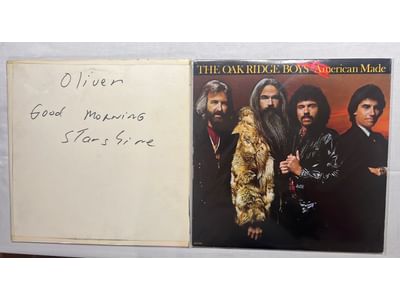 Oliver
Good Morning
Starshine
THE OAK RIDGE BOYS American Made